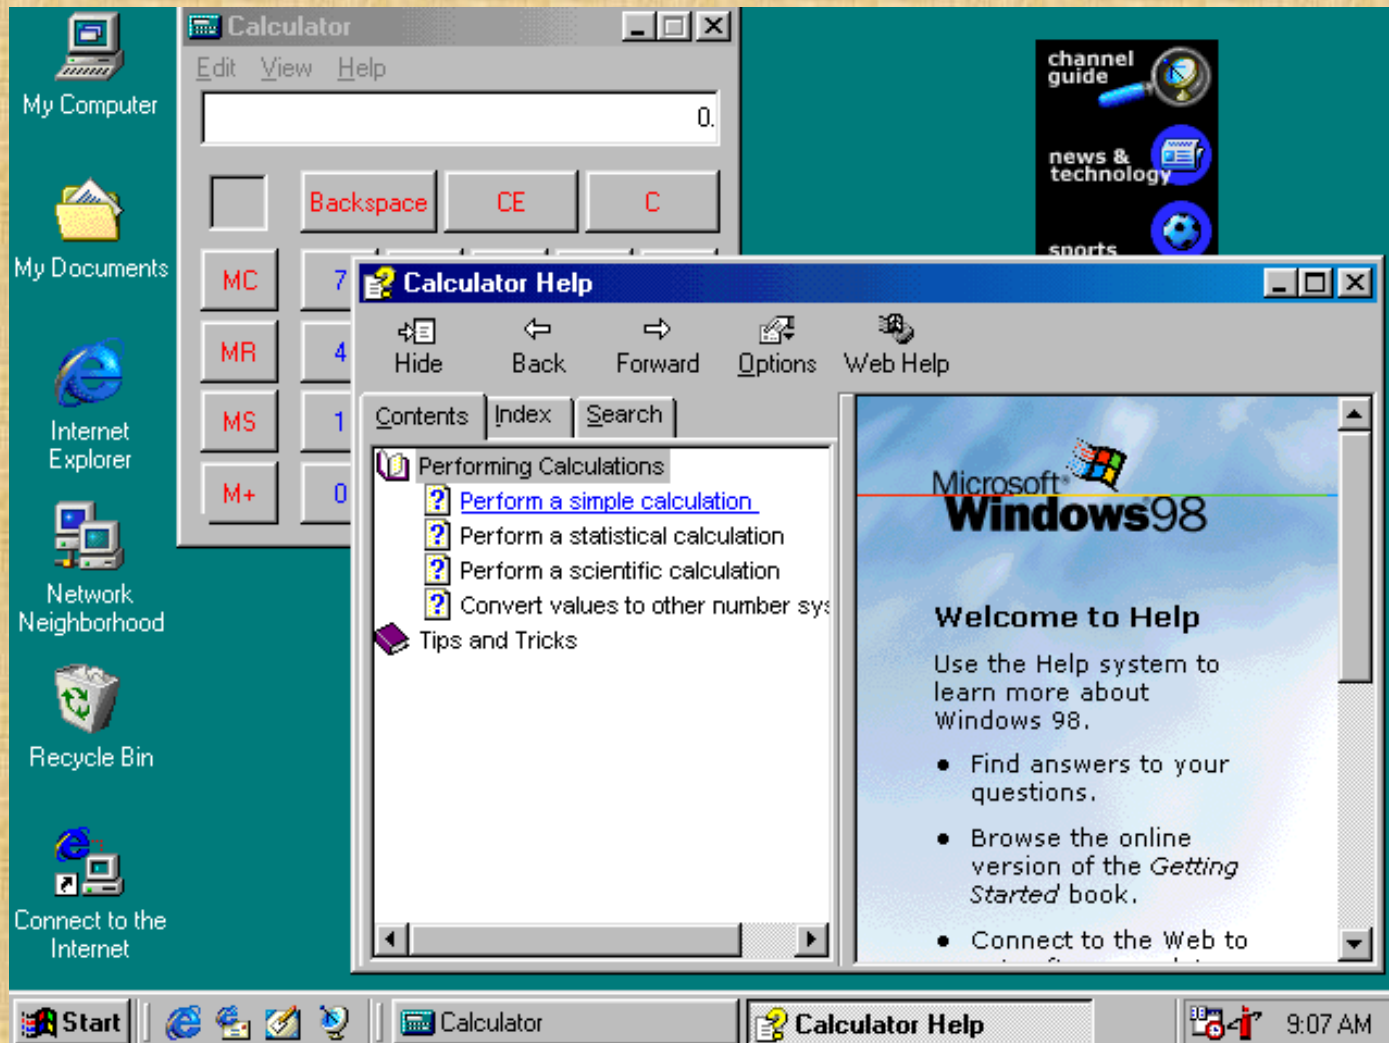 My Computer
My Documents
Internet
Explorer
Network
Neighborhood
Recycle Bin
Connect to the
Internet
Calculator
Edit View Help
0.
Backspace CE C
MC 7
MR 4
MS 1
M+ 0
channel
guide
news &
technology
sports
Calculator Help
Hide Back Forward Options Web Help
Contents Index Search
Performing Calculations
Perform a simple calculation
Perform a statistical calculation
Perform a scientific calculation
Convert values to other number sys
Tips and Tricks
Microsoft
Windows98
Welcome to Help
Use the Help system to
learn more about
Windows 98.
• Find answers to your
questions.
• Browse the online
version of the Getting
Started book.
• Connect to the Web to
Start Calculator Calculator Help 9:07 AM